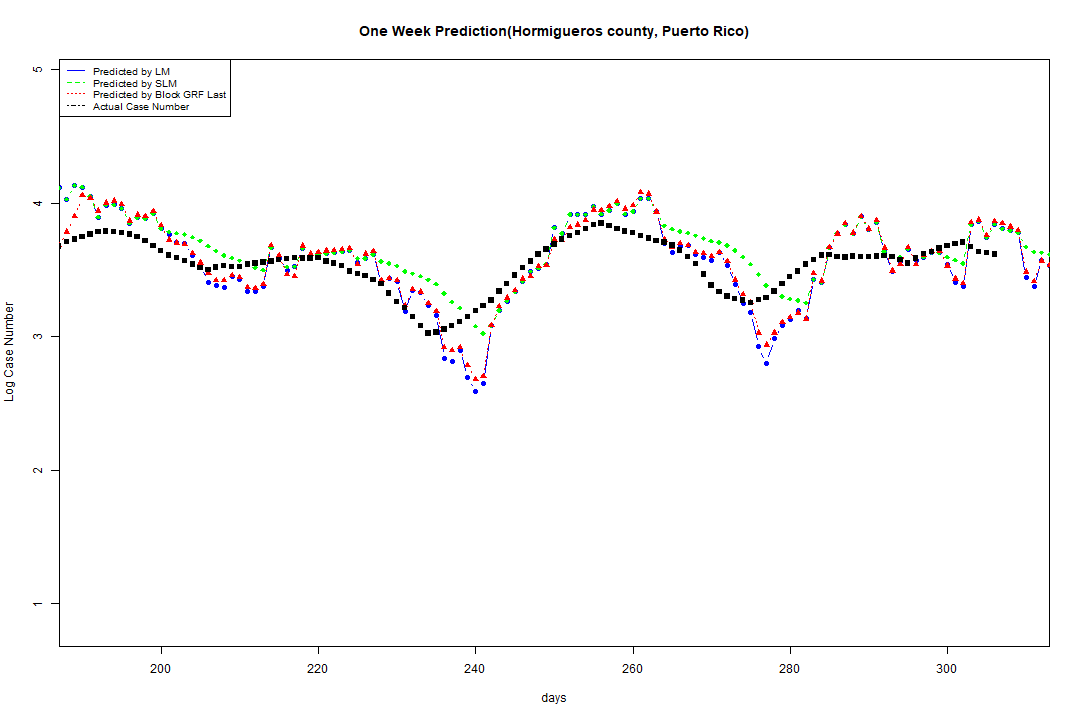 One Week Prediction(Hormigueros county, Puerto Rico)
Predicted by LM
Predicted by SLM
Predicted by Block GRF Last
Actual Case Number
5
4
3
2
1
Log Case Number
200 220 240 260 280 300
days